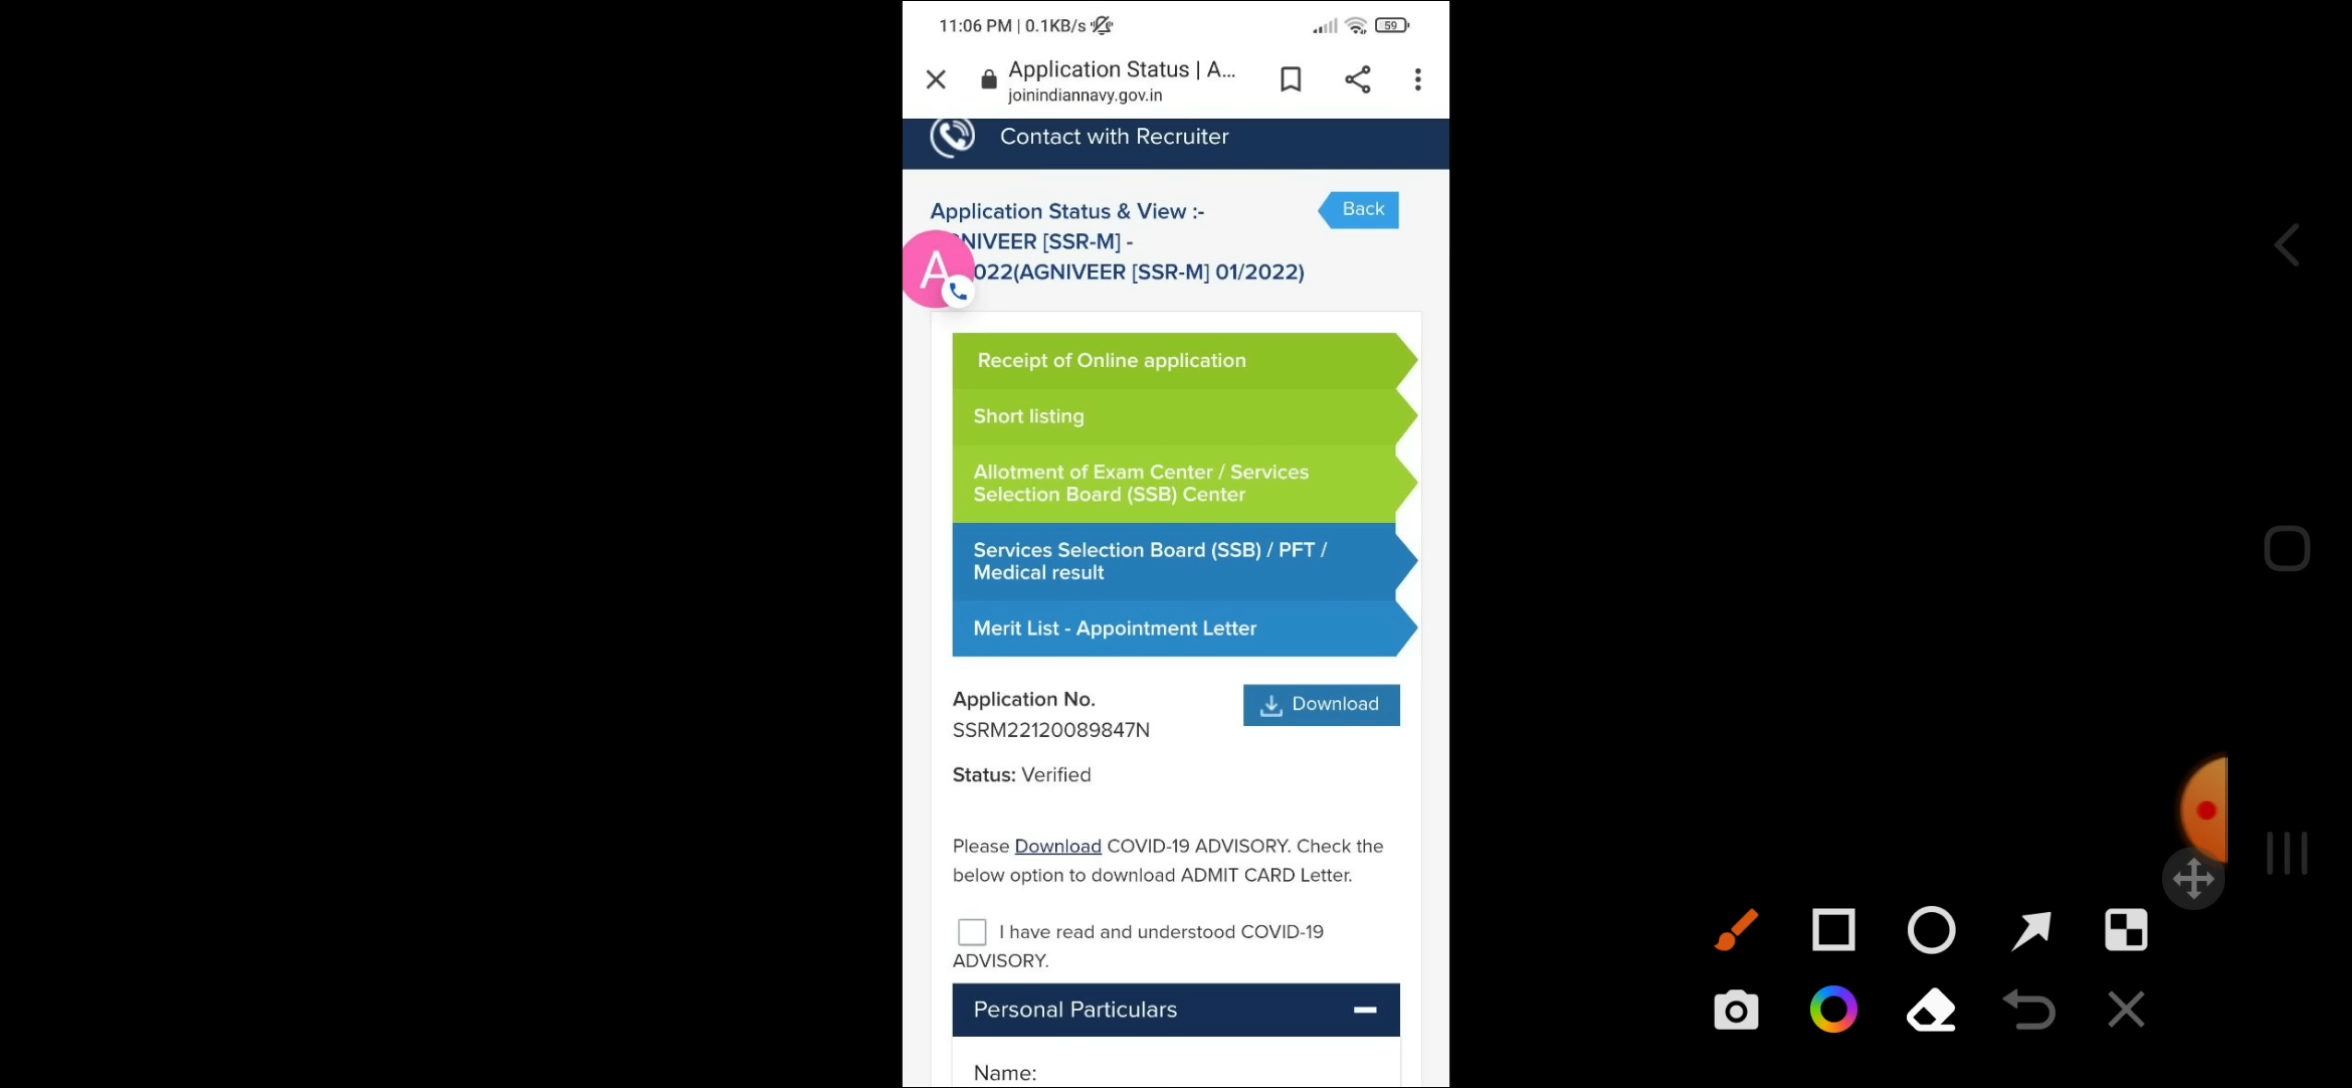 11:06 PM | 0.1KB/s
59
Application Status | A...
joinindiannavy.gov.in
Contact with Recruiter
Application Status & View :-
Back
NIVEER [SSR-M] -
A
022(AGNIVEER [SSR-M] 01/2022)
Receipt of Online application
Short listing
Allotment of Exam Center / Services
Selection Board (SSB) Center
Services Selection Board (SSB) / PFT /
Medical result
Merit List - Appointment Letter
Application No.
Download
SSRM22120089847N
Status: Verified
Please Download COVID-19 ADVISORY. Check the
below option to download ADMIT CARD Letter.
I have read and understood COVID-19
ADVISORY.
Personal Particulars
Name: